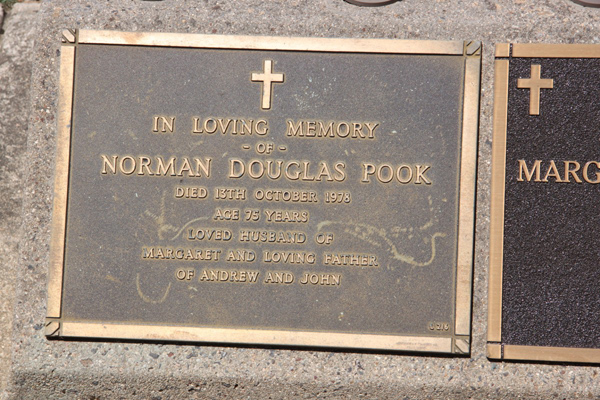 IN LOVING MEMORY
- OF -
NORMAN DOUGLAS POOK
DIED 13TH OCTOBER 1978
AGE 75 YEARS
LOVED HUSBAND OF
MARGARET AND LOVING FATHER
OF ANDREW AND JOHN
MARG